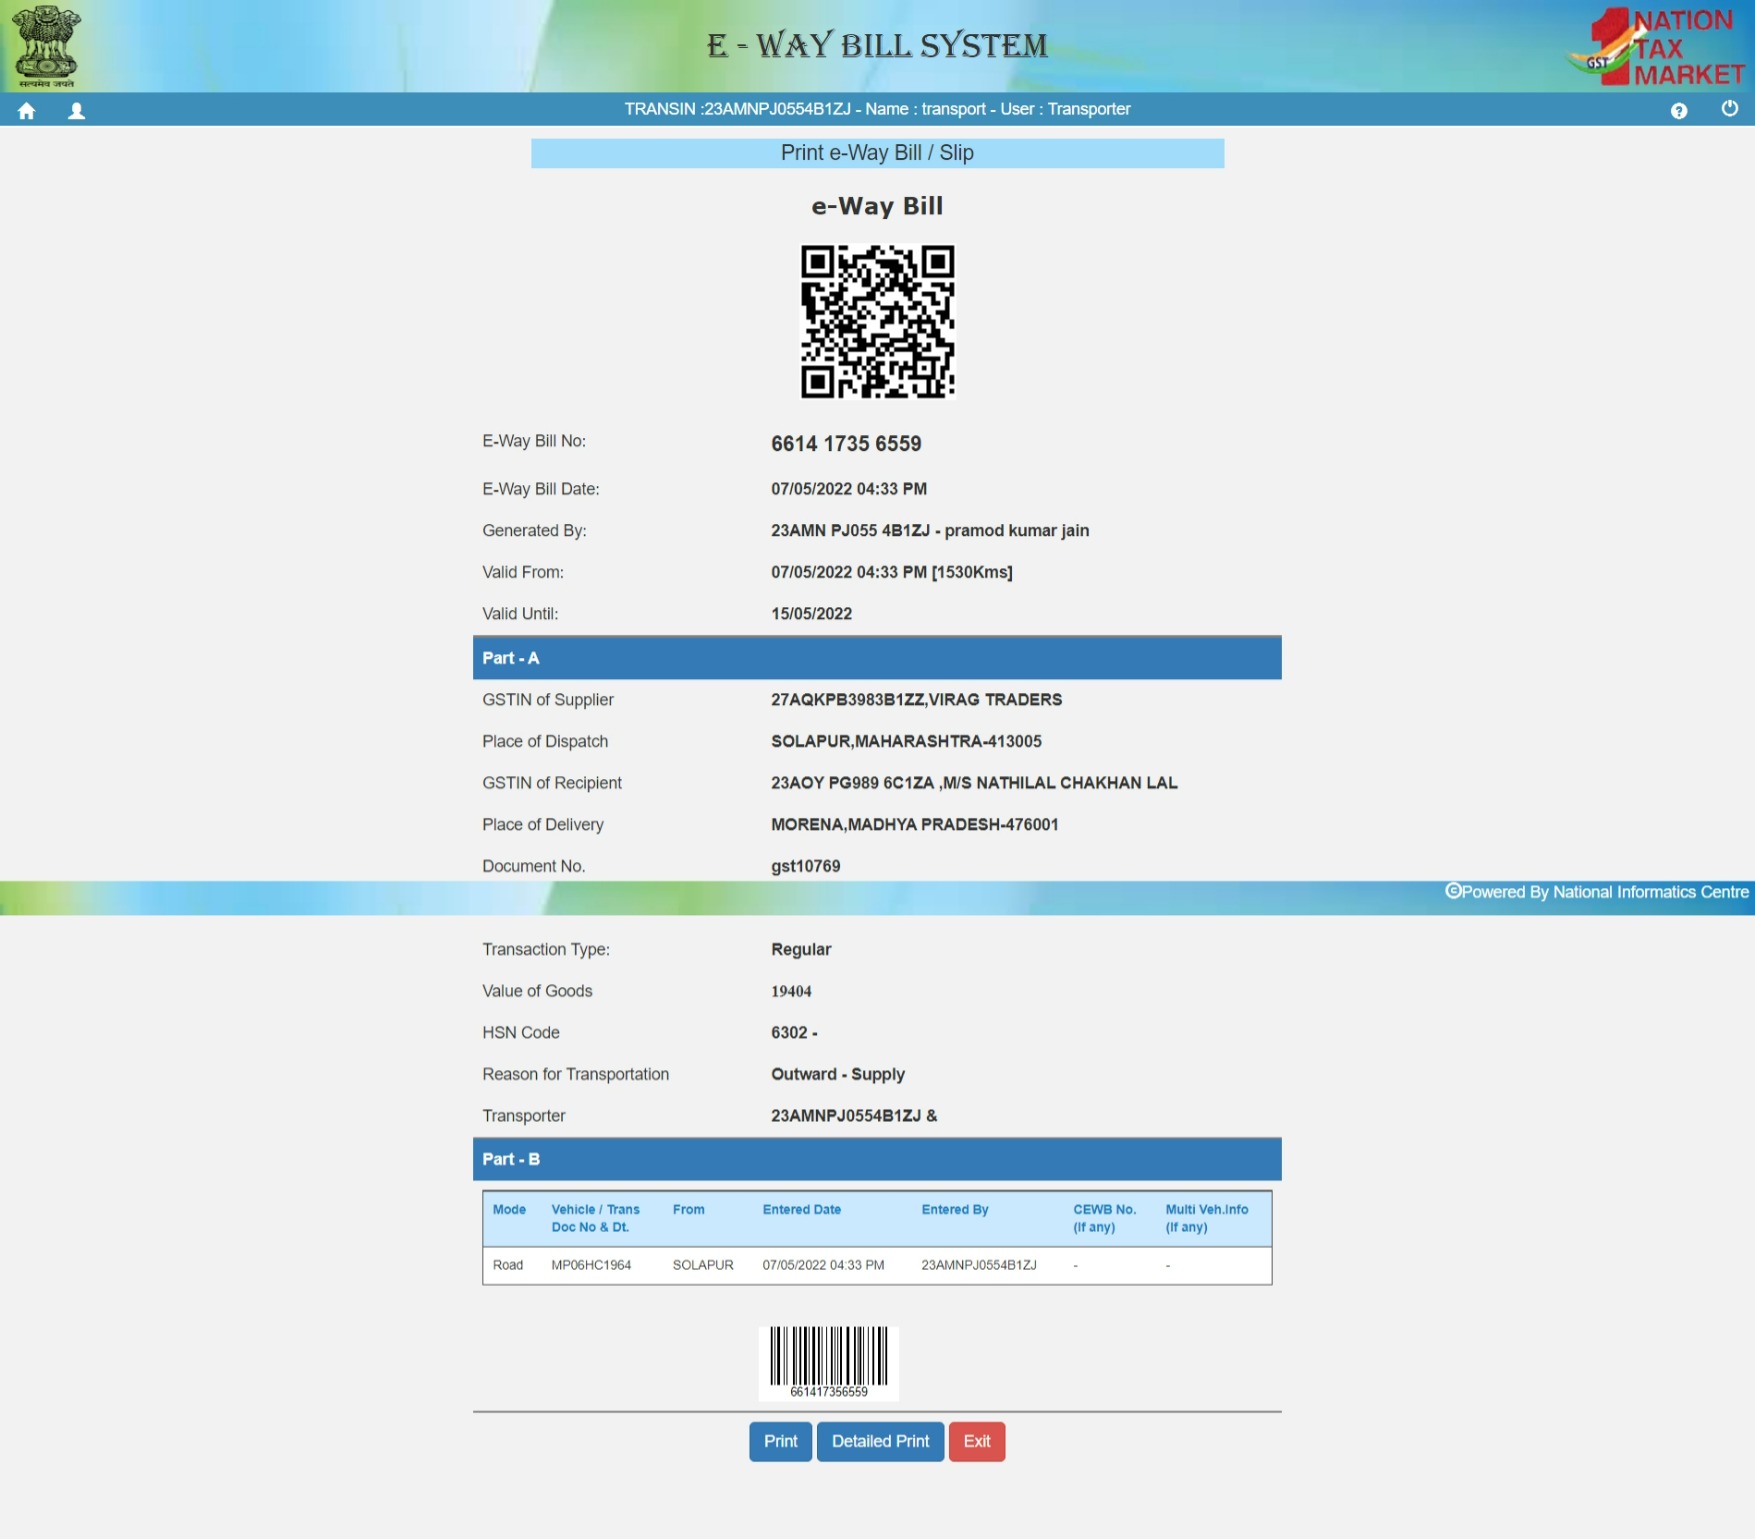 सत्यमेव जयते
E - WAY BILL SYSTEM
1 NATION
TAX
MARKET
GST
TRANSIN :23AMNPJ0554B1ZJ - Name : transport - User : Transporter
Print e-Way Bill / Slip
e-Way Bill
E-Way Bill No: 6614 1735 6559
E-Way Bill Date: 07/05/2022 04:33 PM
Generated By: 23AMN PJ055 4B1ZJ - pramod kumar jain
Valid From: 07/05/2022 04:33 PM [1530Kms]
Valid Until: 15/05/2022
Part - A
GSTIN of Supplier 27AQKPB3983B1ZZ,VIRAG TRADERS
Place of Dispatch SOLAPUR,MAHARASHTRA-413005
GSTIN of Recipient 23AOY PG989 6C1ZA ,M/S NATHILAL CHAKHAN LAL
Place of Delivery MORENA,MADHYA PRADESH-476001
Document No. gst10769
©Powered By National Informatics Centre
Transaction Type: Regular
Value of Goods 19404
HSN Code 6302 -
Reason for Transportation Outward - Supply
Transporter 23AMNPJ0554B1ZJ &
Part - B
Mode Vehicle / Trans Doc No & Dt. From Entered Date Entered By CEWB No. (If any) Multi Veh.Info (If any)
Road MP06HC1964 SOLAPUR 07/05/2022 04:33 PM 23AMNPJ0554B1ZJ - -
661417356559
Print Detailed Print Exit